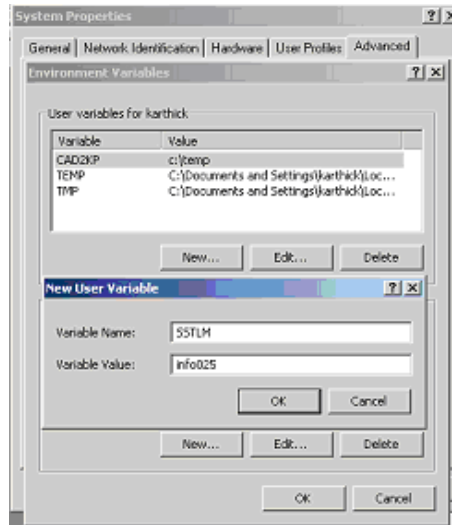 System Properties
General Network Identification Hardware User Profiles Advanced
Environment Variables
User variables for karthick
Variable Value
CAD2KP c:\temp
TEMP C:\Documents and Settings\karthick\Loc...
TMP C:\Documents and Settings\karthick\Loc...
New... Edit... Delete
New User Variable
Variable Name: SSTLM
Variable Value: info025
OK Cancel
New... Edit... Delete
OK Cancel